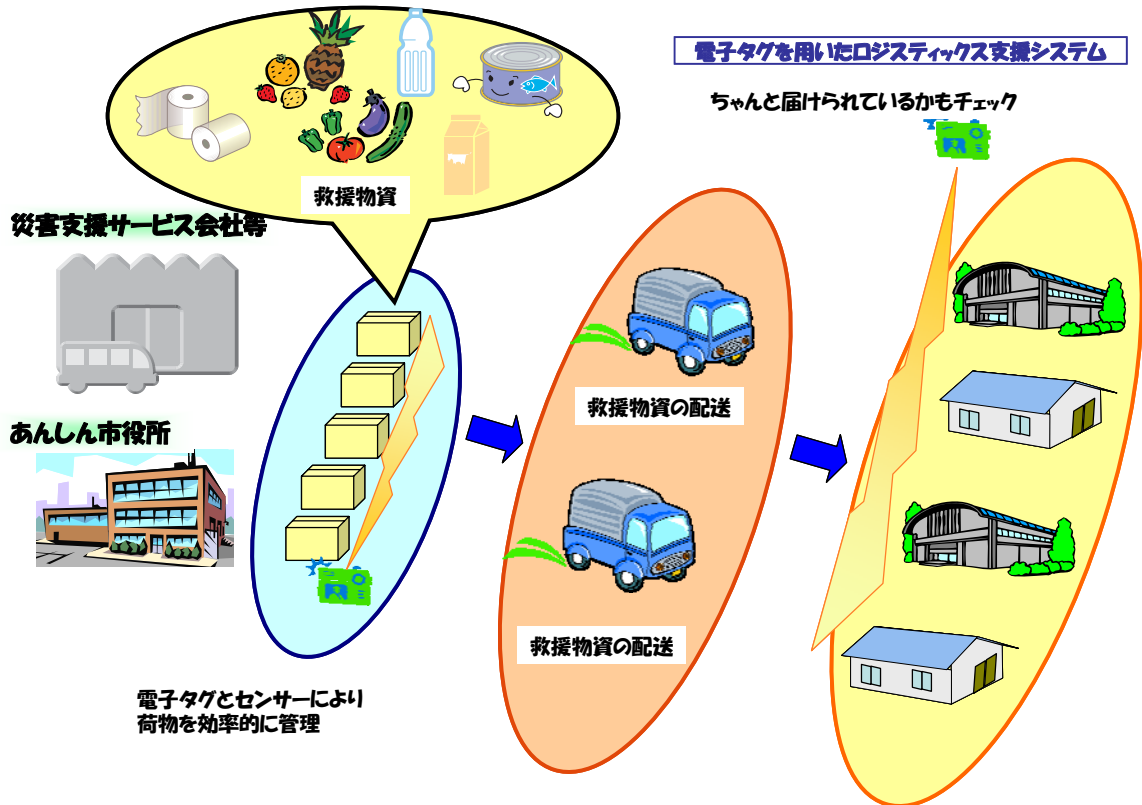 電子タグを用いたロジスティックス支援システム
ちゃんと届けられているかもチェック
救援物資
災害支援サービス会社等
あんしん市役所
救援物資の配送
救援物資の配送
電子タグとセンサーにより
荷物を効率的に管理